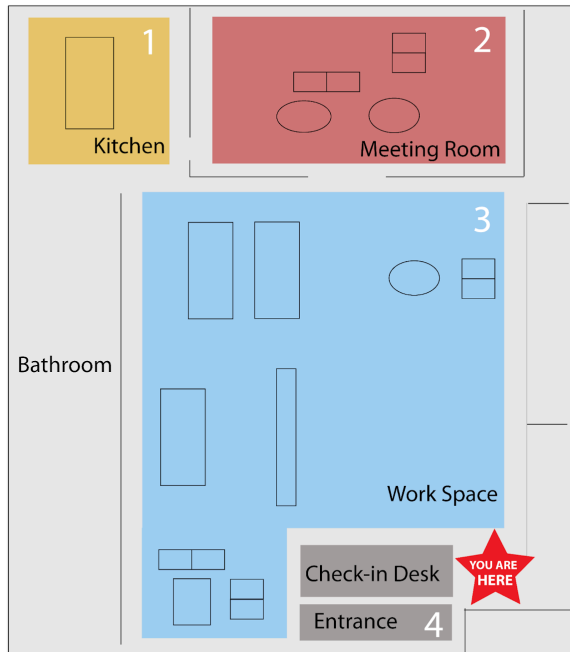 1
2
Kitchen
Meeting Room
3
Bathroom
Work Space
Check-in Desk
YOU ARE
HERE
Entrance 4